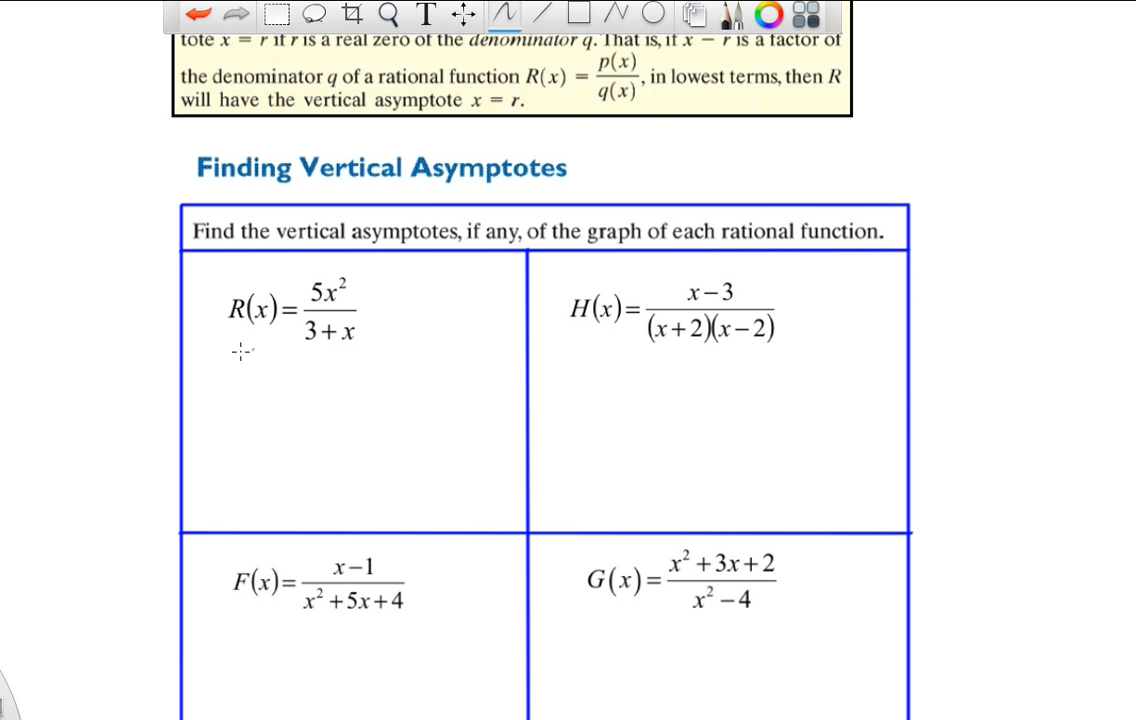 T
tote x = r if r is a real zero of the denominator q. That is, if x − r is a factor of
the denominator q of a rational function R(x) = p(x)/q(x), in lowest terms, then R
will have the vertical asymptote x = r.
Finding Vertical Asymptotes
Find the vertical asymptotes, if any, of the graph of each rational function.
R(x)= 5x²/(3+x)
H(x)= (x−3)/((x+2)(x−2))
F(x)= (x−1)/(x²+5x+4)
G(x)= (x²+3x+2)/(x²−4)